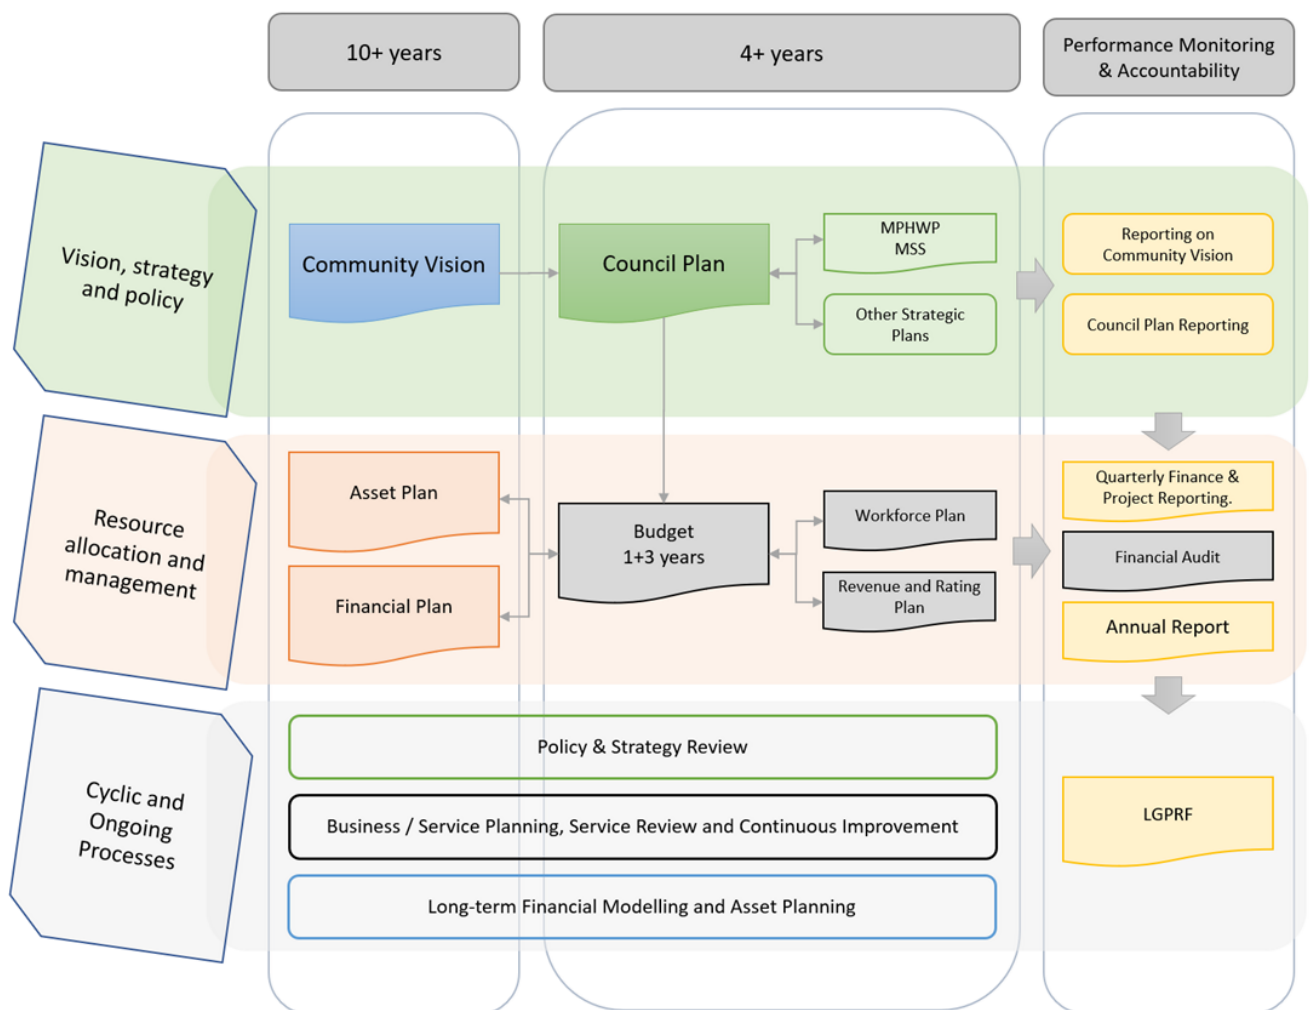 10+ years
4+ years
Performance Monitoring
& Accountability
Vision, strategy
and policy
Community Vision
Council Plan
MPHWP
MSS
Other Strategic
Plans
Reporting on
Community Vision
Council Plan Reporting
Resource
allocation and
management
Asset Plan
Financial Plan
Budget
1+3 years
Workforce Plan
Revenue and Rating
Plan
Quarterly Finance &
Project Reporting.
Financial Audit
Annual Report
Cyclic and
Ongoing
Processes
Policy & Strategy Review
Business / Service Planning, Service Review and Continuous Improvement
Long-term Financial Modelling and Asset Planning
LGPRF